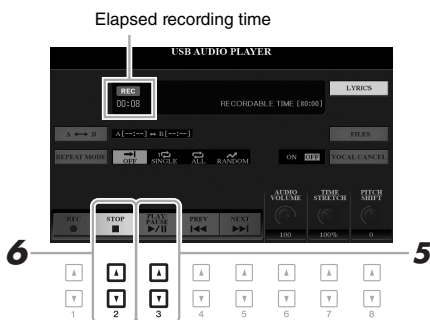 Elapsed recording time
USB AUDIO PLAYER
REC
00:08
RECORDABLE TIME [80:00]
LYRICS
A ↔ B
A[--:--] ↔ B[--:--]
FILES
REPEAT MODE
OFF
SINGLE
ALL
RANDOM
ON OFF
VOCAL CANCEL
AUDIO VOLUME
TIME STRETCH
PITCH SHIFT
REC
STOP
PLAY/PAUSE
PREV
NEXT
100
100%
0
6
5
1 2 3 4 5 6 7 8